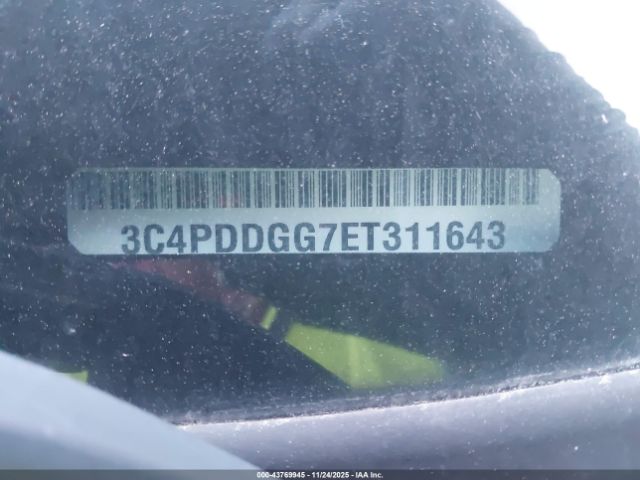 3C4PDDGG7ET311643
000-43769945 - 11/24/2025 - IAA Inc.